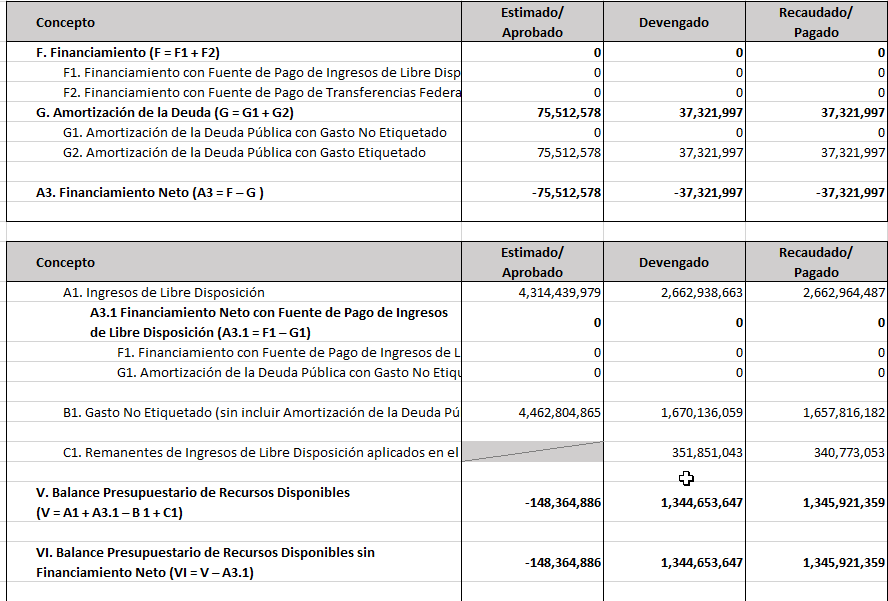 Concepto Estimado/ Aprobado Devengado Recaudado/ Pagado
F. Financiamiento (F = F1 + F2) 0 0 0
F1. Financiamiento con Fuente de Pago de Ingresos de Libre Disp 0 0 0
F2. Financiamiento con Fuente de Pago de Transferencias Federa 0 0 0
G. Amortización de la Deuda (G = G1 + G2) 75,512,578 37,321,997 37,321,997
G1. Amortización de la Deuda Pública con Gasto No Etiquetado 0 0 0
G2. Amortización de la Deuda Pública con Gasto Etiquetado 75,512,578 37,321,997 37,321,997
A3. Financiamiento Neto (A3 = F – G ) -75,512,578 -37,321,997 -37,321,997
Concepto Estimado/ Aprobado Devengado Recaudado/ Pagado
A1. Ingresos de Libre Disposición 4,314,439,979 2,662,938,663 2,662,964,487
A3.1 Financiamiento Neto con Fuente de Pago de Ingresos
de Libre Disposición (A3.1 = F1 – G1) 0 0 0
F1. Financiamiento con Fuente de Pago de Ingresos de L 0 0 0
G1. Amortización de la Deuda Pública con Gasto No Etiqu 0 0 0
B1. Gasto No Etiquetado (sin incluir Amortización de la Deuda Pú 4,462,804,865 1,670,136,059 1,657,816,182
C1. Remanentes de Ingresos de Libre Disposición aplicados en el 351,851,043 340,773,053
V. Balance Presupuestario de Recursos Disponibles
(V = A1 + A3.1 – B 1 + C1) -148,364,886 1,344,653,647 1,345,921,359
VI. Balance Presupuestario de Recursos Disponibles sin
Financiamiento Neto (VI = V – A3.1) -148,364,886 1,344,653,647 1,345,921,359